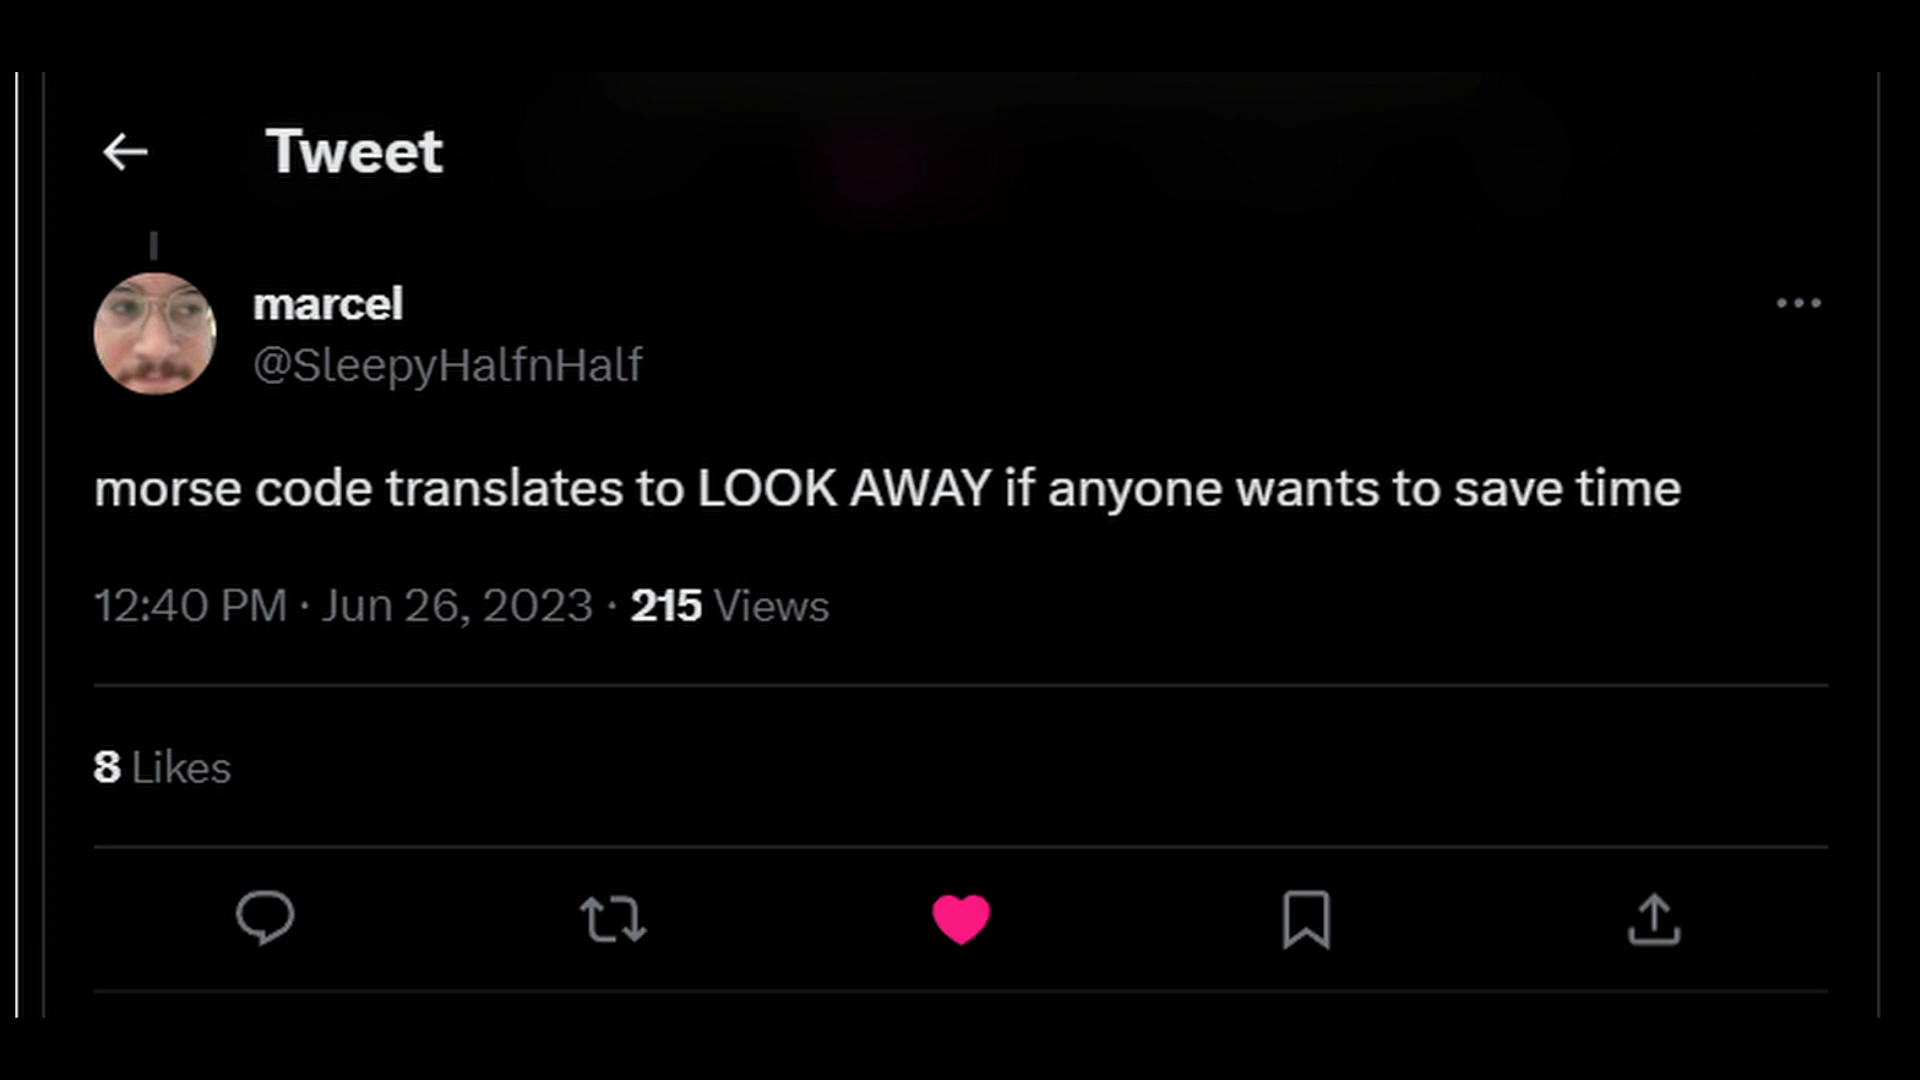 Tweet
marcel
@SleepyHalfnHalf
morse code translates to LOOK AWAY if anyone wants to save time
12:40 PM · Jun 26, 2023 · 215 Views
8 Likes